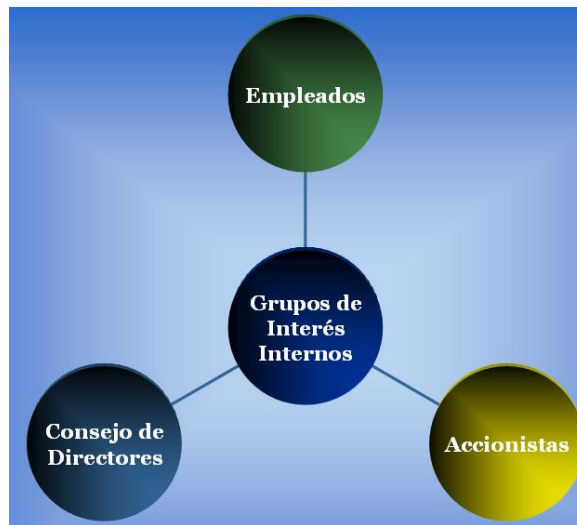 Empleados
Grupos de
Interés
Internos
Consejo de
Directores
Accionistas